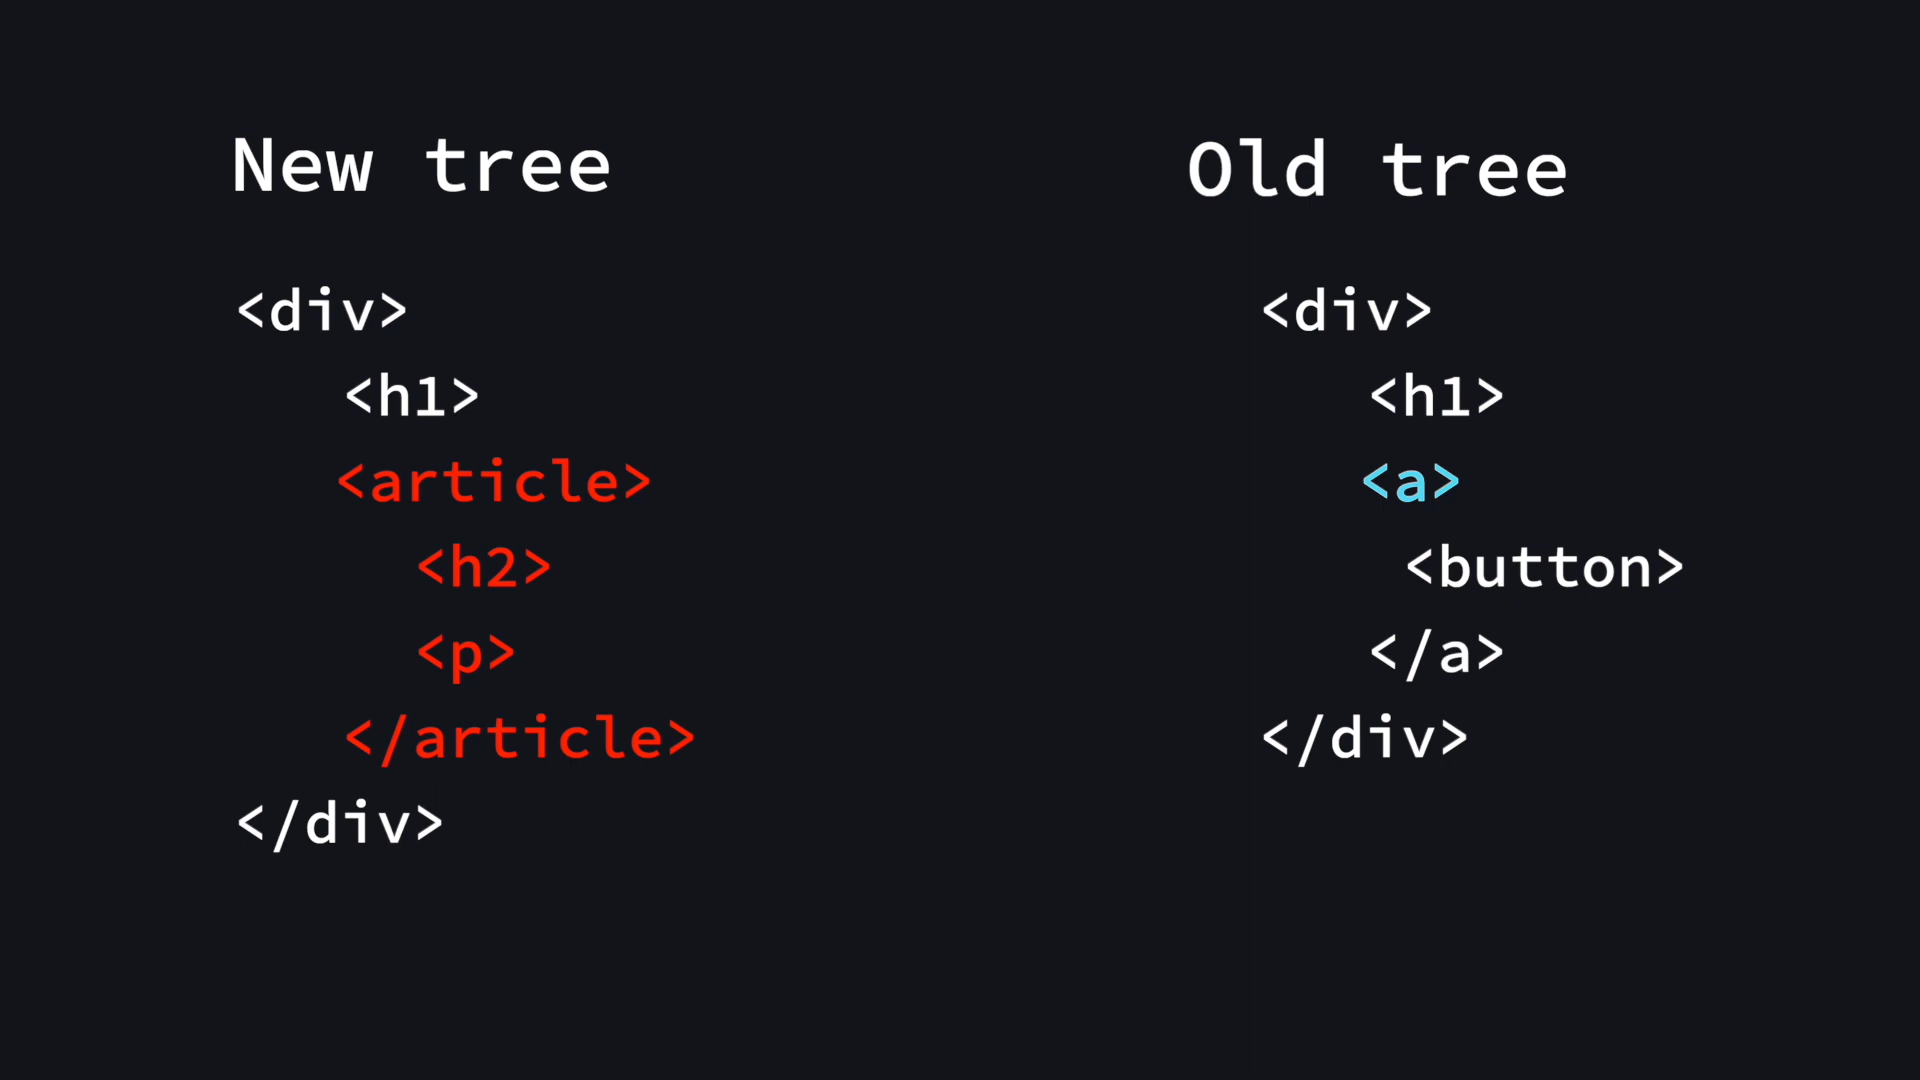 New tree
<div>
<h1>
<article>
<h2>
<p>
</article>
</div>
Old tree
<div>
<h1>
<a>
<button>
</a>
</div>